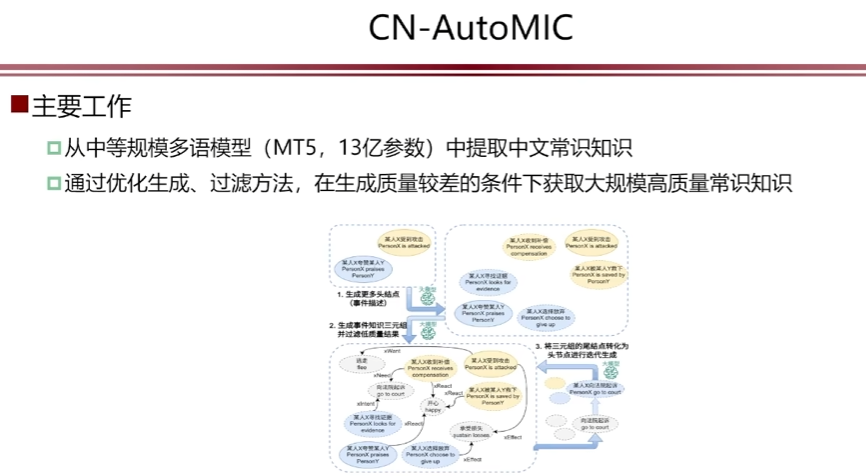 CN-AutoMIC
主要工作
从中等规模多语模型（MT5，13亿参数）中提取中文常识知识
通过优化生成、过滤方法，在生成质量较差的条件下获取大规模高质量常识知识
某人X受到攻击
PersonX is attacked
某人X夸赞某人Y
PersonX praises
PersonY
某人X收到补偿
PersonX receives
compensation
某人X受到攻击
PersonX is attacked
某人X被某人Y救下
PersonX is saved by
PersonY
某人X寻找证据
PersonX looks for
evidence
某人X夸赞某人Y
PersonX praises
PersonY
某人X选择放弃
PersonX choose to
give up
1. 生成更多头结点
（事件描述）
大模型
2. 生成事件知识三元组
并过滤低质量结果
大模型
3. 将三元组的尾结点转化为
头节点进行迭代生成
大模型
xWant
逃走
flee
某人X收到补偿
PersonX receives
compensation
某人X受到攻击
PersonX is attacked
xNeed
向法院起诉
go to court
xReact
xReact
某人X被某人Y救下
PersonX is saved by
PersonY
开心
happy
xIntent
某人X寻找证据
PersonX looks for
evidence
xReact
承受损失
sustain losses
xEffect
某人X夸赞某人Y
PersonX praises
PersonY
某人X选择放弃
PersonX choose to
give up
xEffect
某人X向法院起诉
PersonX go to court
向法院起诉
go to court